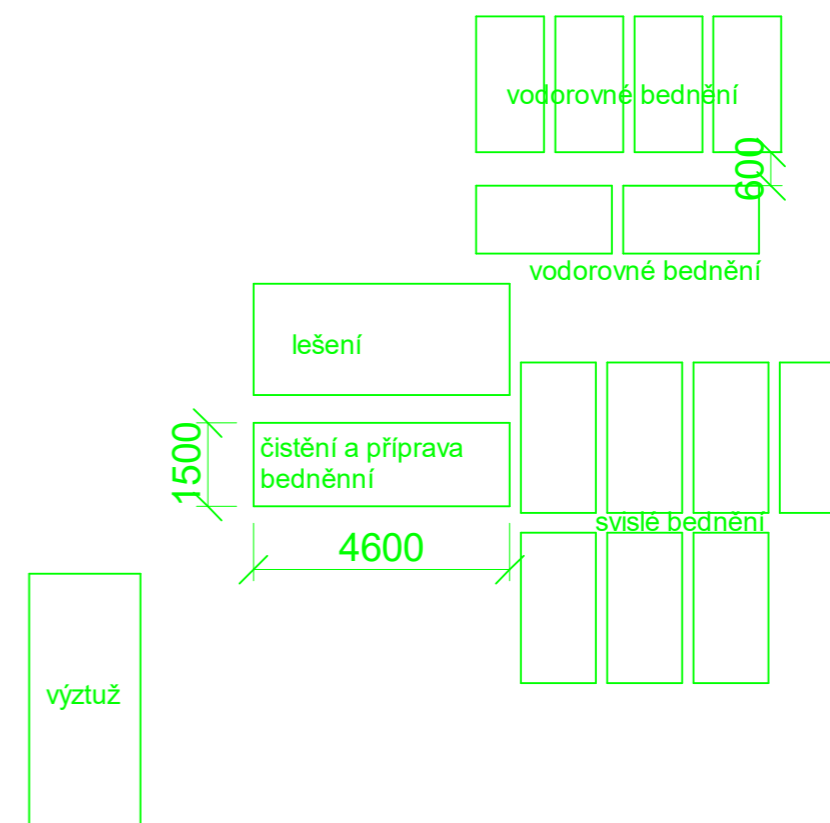 vodorovné bednění
600
vodorovné bednění
lešení
1500
čistění a příprava
bedněnní
svislé bednění
4600
výztuž